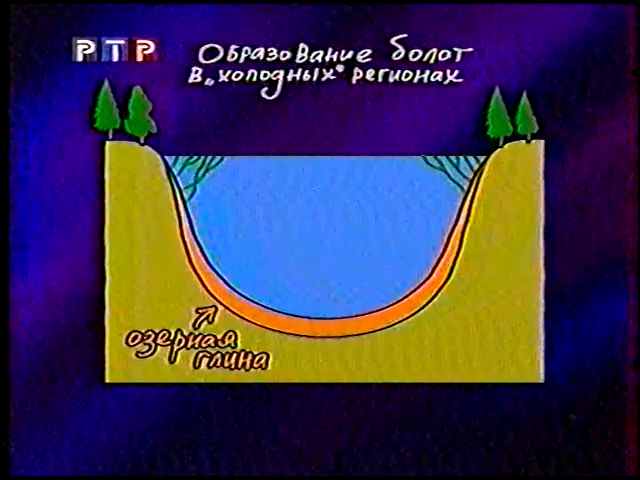 РТР
Образование болот
в „холодных“ регионах
озерная
глина